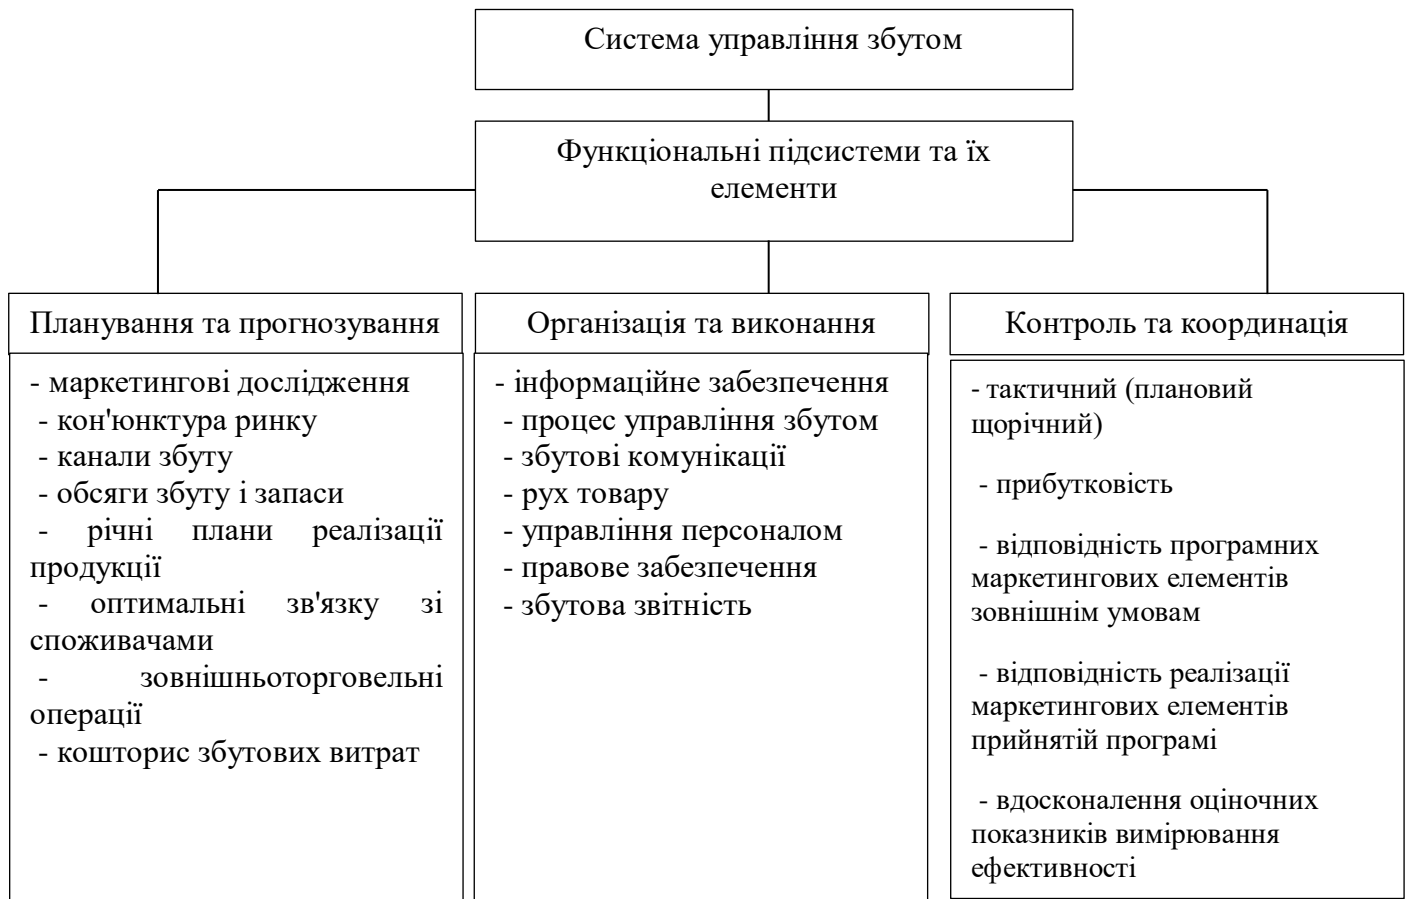 Система управління збутом
Функціональні підсистеми та їх
елементи
Планування та прогнозування
- маркетингові дослідження
- кон'юнктура ринку
- канали збуту
- обсяги збуту і запаси
- річні плани реалізації
продукції
- оптимальні зв'язку зі
споживачами
- зовнішньоторговельні
операції
- кошторис збутових витрат
Організація та виконання
- інформаційне забезпечення
- процес управління збутом
- збутові комунікації
- рух товару
- управління персоналом
- правове забезпечення
- збутова звітність
Контроль та координація
- тактичний (плановий
щорічний)
- прибутковість
- відповідність програмних
маркетингових елементів
зовнішнім умовам
- відповідність реалізації
маркетингових елементів
прийнятій програмі
- вдосконалення оціночних
показників вимірювання
ефективності